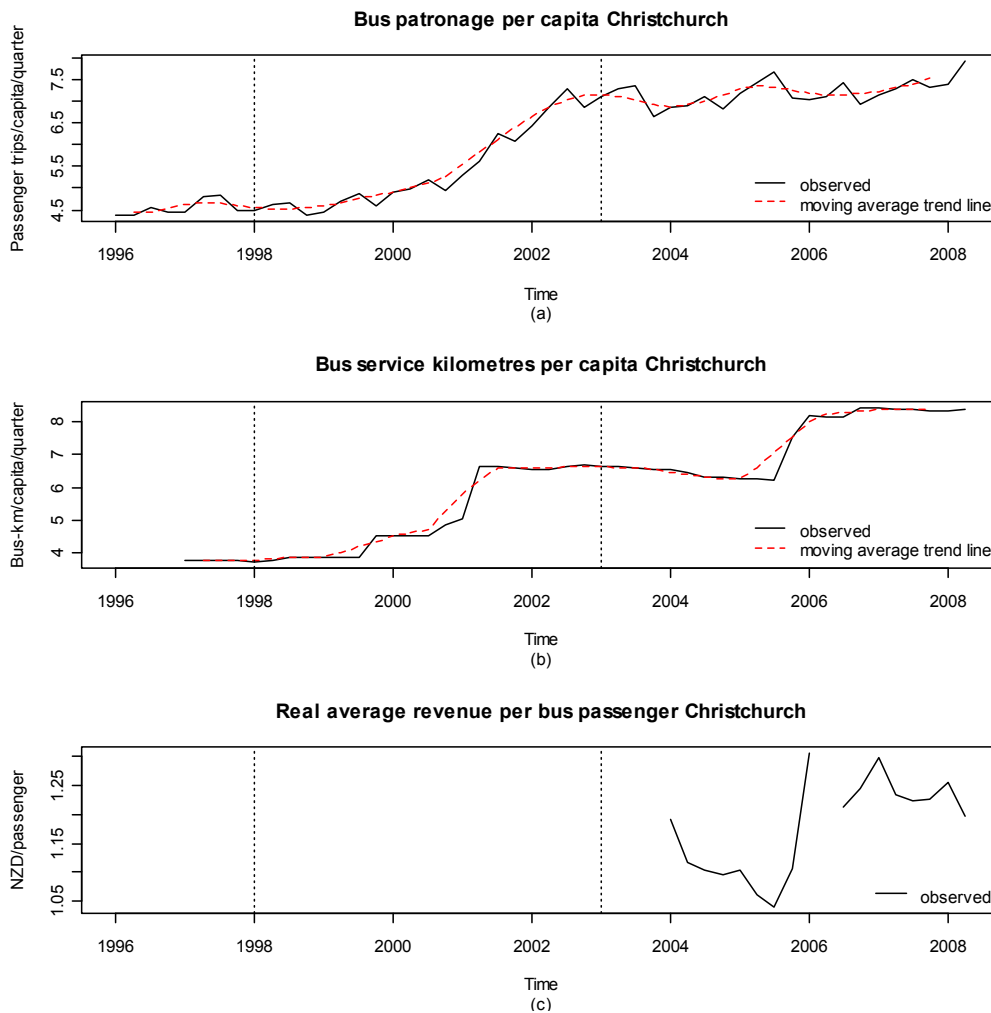 Bus patronage per capita Christchurch
Passenger trips/capita/quarter
4.5 5.5 6.5 7.5
observed
moving average trend line
1996 1998 2000 2002 2004 2006 2008
Time
(a)
Bus service kilometres per capita Christchurch
Bus-km/capita/quarter
4 5 6 7 8
observed
moving average trend line
1996 1998 2000 2002 2004 2006 2008
Time
(b)
Real average revenue per bus passenger Christchurch
NZD/passenger
1.05 1.15 1.25
observed
1996 1998 2000 2002 2004 2006 2008
Time
(c)